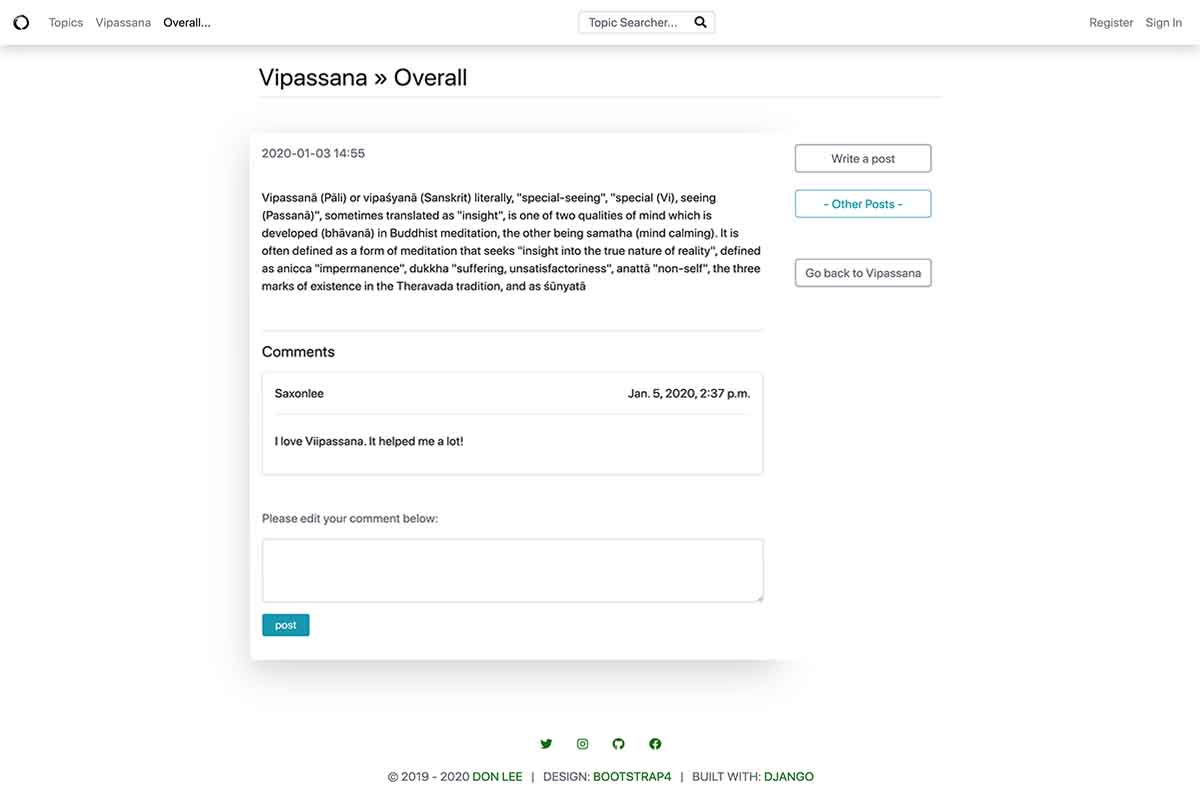 Topics Vipassana Overall... Topic Searcher... Register Sign In
Vipassana » Overall
2020-01-03 14:55
Write a post
Vipassanā (Pāli) or vipaśyanā (Sanskrit) literally, "special-seeing", "special (Vi), seeing
(Passanā)", sometimes translated as "insight", is one of two qualities of mind which is
developed (bhāvanā) in Buddhist meditation, the other being samatha (mind calming). It is
often defined as a form of meditation that seeks "insight into the true nature of reality", defined
as anicca "impermanence", dukkha "suffering, unsatisfactoriness", anattā "non-self", the three
marks of existence in the Theravada tradition, and as śūnyatā
- Other Posts -
Go back to Vipassana
Comments
Saxonlee Jan. 5, 2020, 2:37 p.m.
I love Viipassana. It helped me a lot!
Please edit your comment below:
post
© 2019 - 2020 DON LEE | DESIGN: BOOTSTRAP4 | BUILT WITH: DJANGO